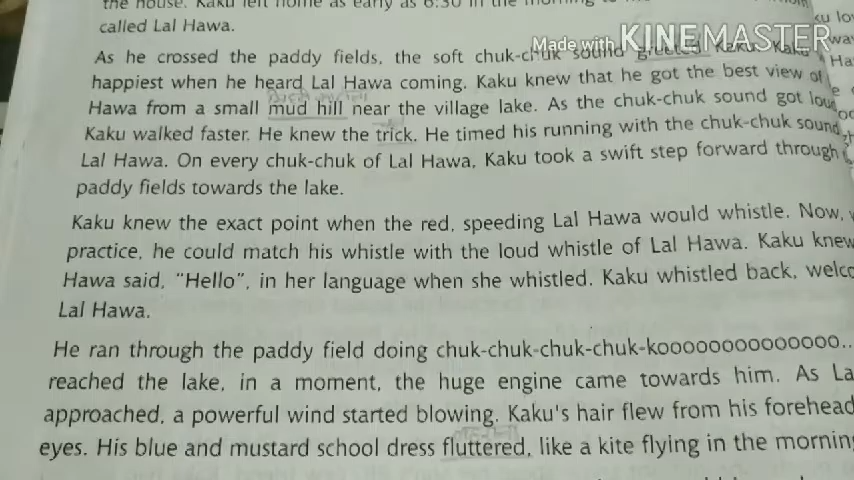 the house. Kaku left home as early as 6:30 in the morning to
called Lal Hawa.
Made with KINEMASTER
As he crossed the paddy fields, the soft chuk-chuk sound greeted Kaku. Kaku
happiest when he heard Lal Hawa coming. Kaku knew that he got the best view of
Hawa from a small mud hill near the village lake. As the chuk-chuk sound got
Kaku walked faster. He knew the trick. He timed his running with the chuk-chuk sound
Lal Hawa. On every chuk-chuk of Lal Hawa, Kaku took a swift step forward through
paddy fields towards the lake.
Kaku knew the exact point when the red, speeding Lal Hawa would whistle. Now,
practice, he could match his whistle with the loud whistle of Lal Hawa. Kaku knew
Hawa said, "Hello", in her language when she whistled. Kaku whistled back,
Lal Hawa.
He ran through the paddy field doing chuk-chuk-chuk-chuk-koooooooooooooo...
reached the lake, in a moment, the huge engine came towards him. As La
approached, a powerful wind started blowing. Kaku's hair flew from his forehead
eyes. His blue and mustard school dress fluttered, like a kite flying in the